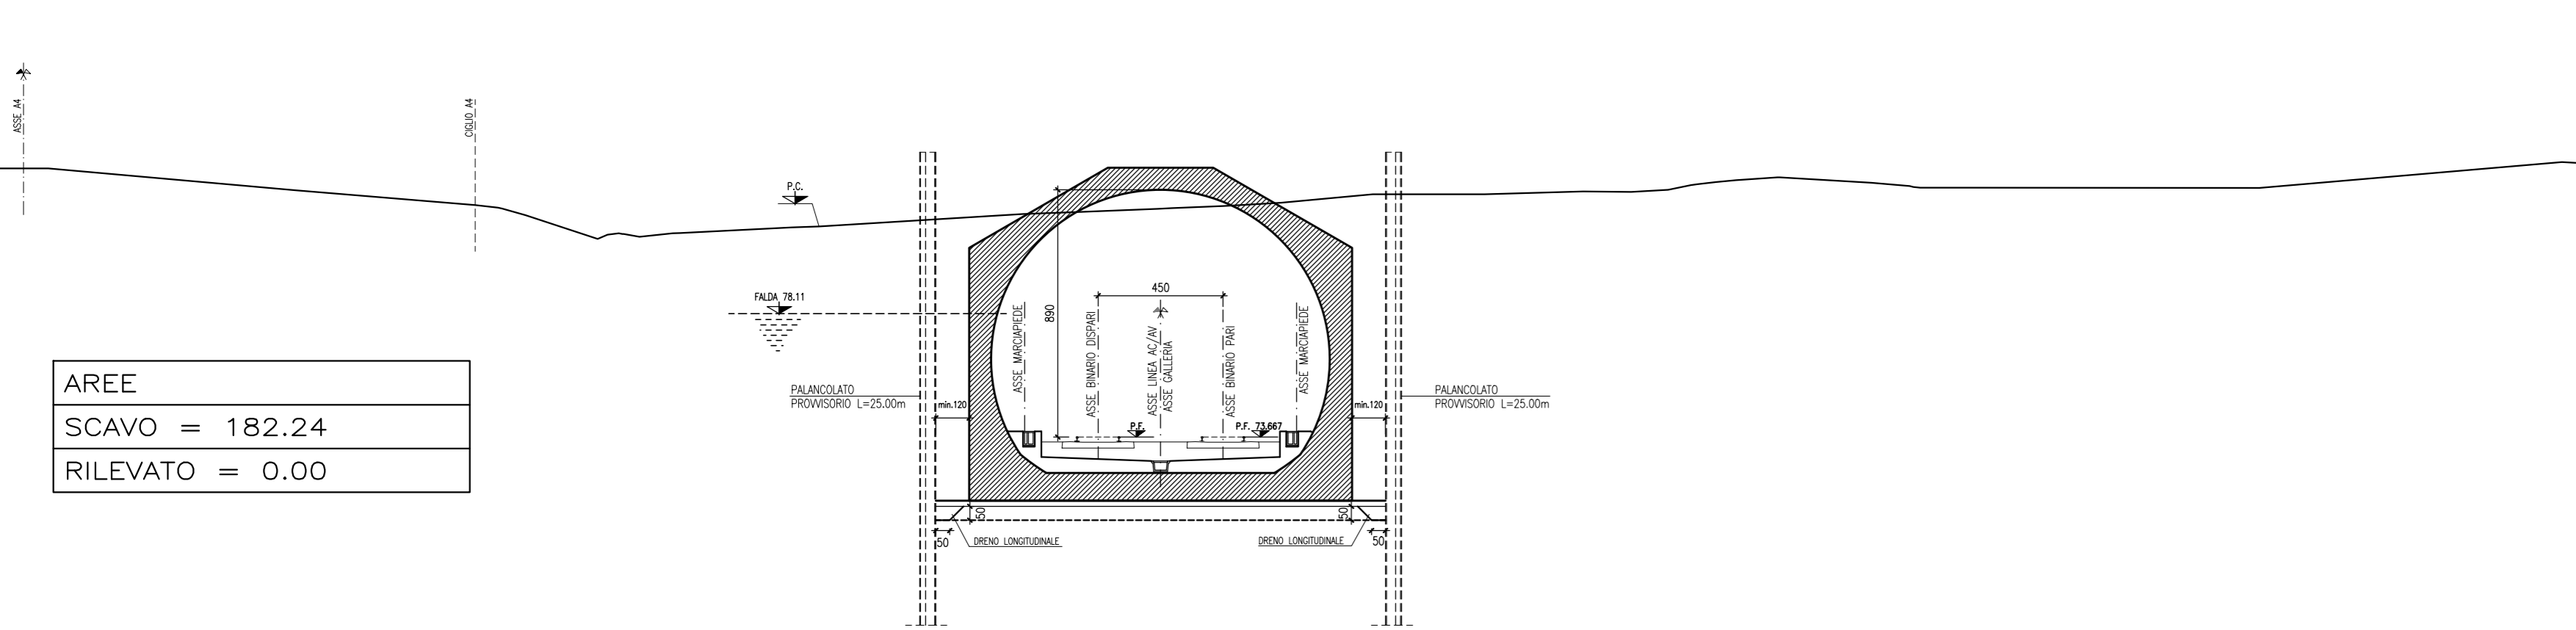 ASSE A4
CIGLIO A4
P.C.
FALDA 78.11
AREE
SCAVO = 182.24
RILEVATO = 0.00
PALANCOLATO
PROVVISORIO L=25.00m
min.120
890
450
ASSE MARCIAPIEDE
ASSE BINARIO DISPARI
ASSE LINEA AC/AV
ASSE GALLERIA
ASSE BINARIO PARI
ASSE MARCIAPIEDE
P.F.
P.F. 73.667
min.120
PALANCOLATO
PROVVISORIO L=25.00m
50
50
50
DRENO LONGITUDINALE
DRENO LONGITUDINALE
50